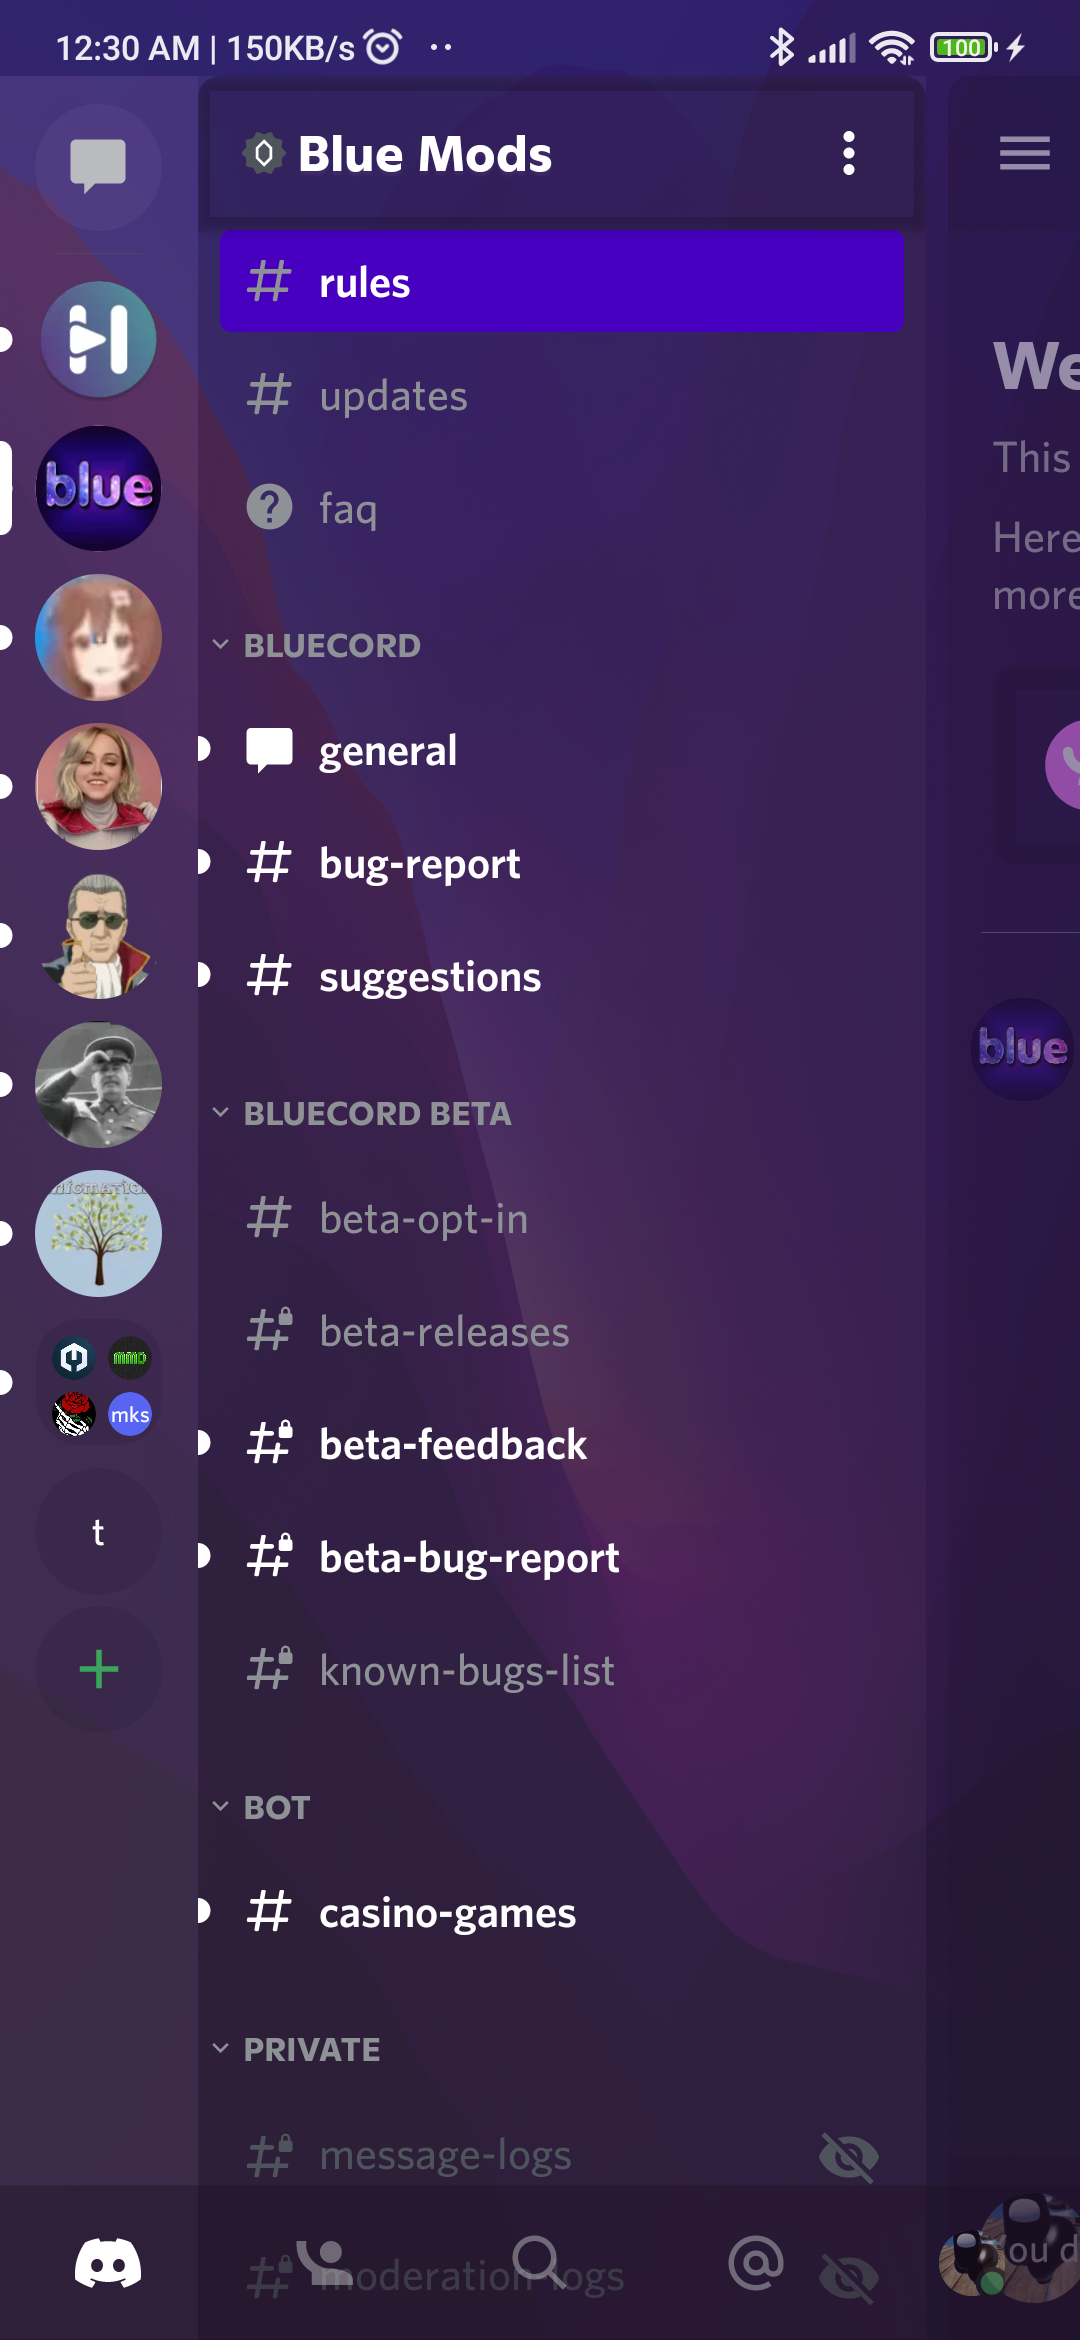 12:30 AM | 150KB/s
100
Blue Mods
rules
updates
faq
BLUECORD
general
bug-report
suggestions
BLUECORD BETA
beta-opt-in
beta-releases
beta-feedback
beta-bug-report
known-bugs-list
BOT
casino-games
PRIVATE
message-logs
moderation-logs
blue
MMD
mks
t
We
This
Here
more
blue
You d